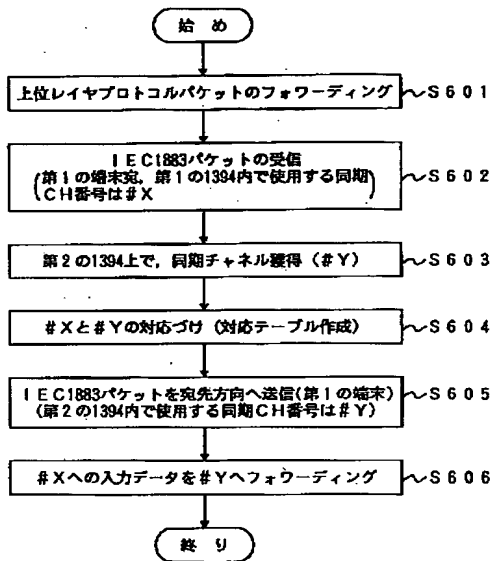 始め
上位レイヤプロトコルパケットのフォワーディング
～S601
IEC1883パケットの受信
(第1の端末宛，第1の1394内で使用する同期
CH番号は#X)
～S602
第2の1394上で，同期チャネル獲得（#Y）
～S603
#Xと#Yの対応づけ（対応テーブル作成）
～S604
IEC1883パケットを宛先方向へ送信(第1の端末)
(第2の1394内で使用する同期CH番号は#Y)
～S605
#Xへの入力データを#Yへフォワーディング
～S606
終り